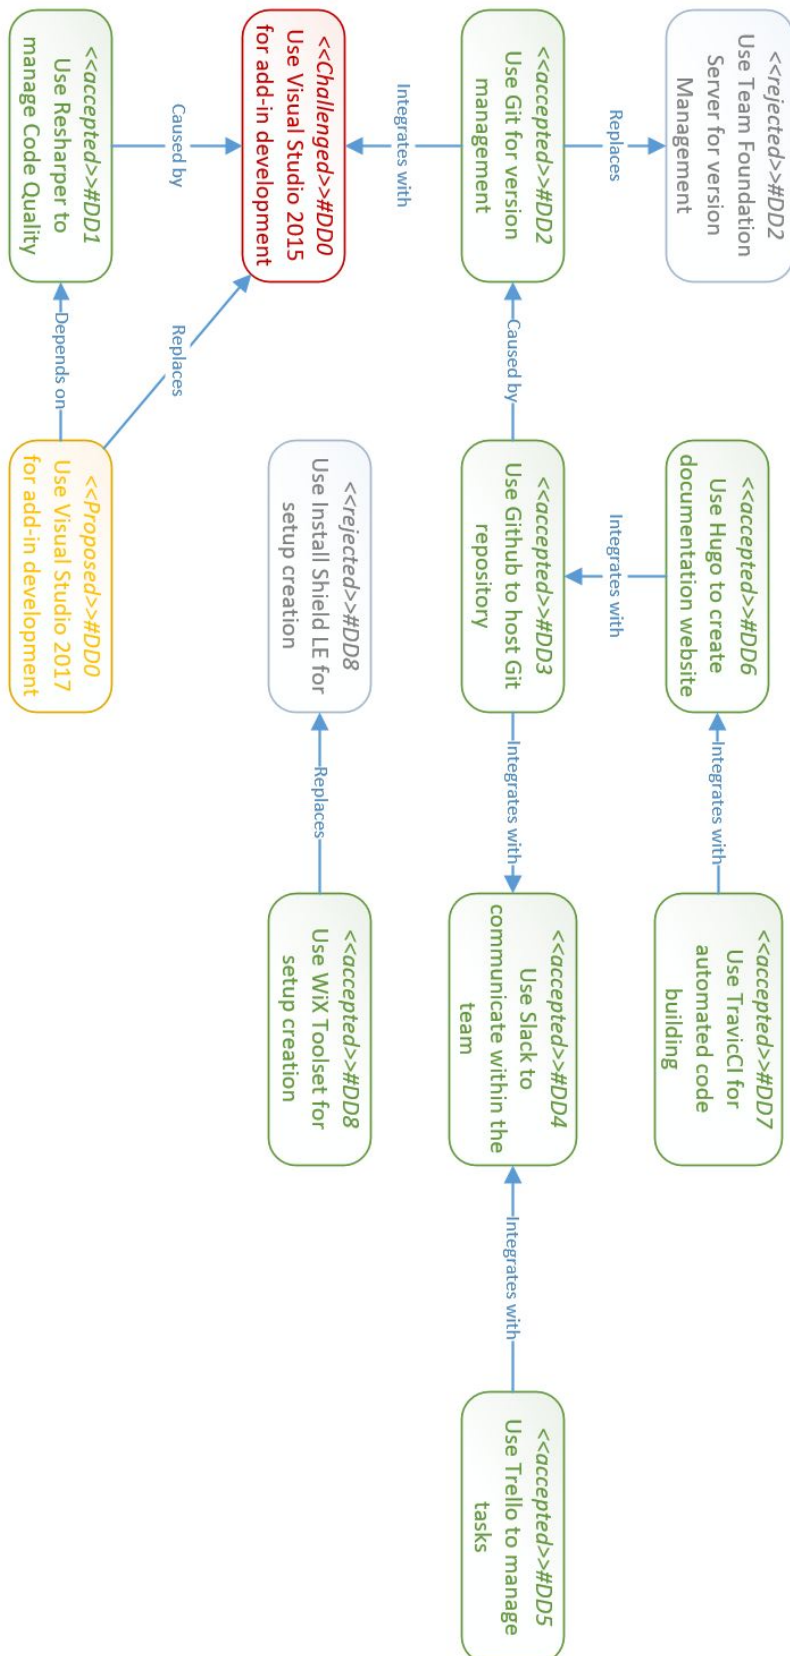 <<rejected>>#DD2
Use Team Foundation
Server for version
Management
Replaces
<<accepted>>#DD2
Use Git for version
management
Integrates with
<<Challenged>>#DD0
Use Visual Studio 2015
for add-in development
Caused by
<<accepted>>#DD1
Use Resharper to
manage Code Quality
Caused by
Replaces
Depends on
<<accepted>>#DD6
Use Hugo to create
documentation website
Integrates with
<<accepted>>#DD3
Use Github to host Git
repository
<<rejected>>#DD8
Use Install Shield LE for
setup creation
<<Proposed>>#DD0
Use Visual Studio 2017
for add-in development
Integrates with
Integrates with
Replaces
<<accepted>>#DD7
Use TravicCI for
automated code
building
<<accepted>>#DD4
Use Slack to
communicate within the
team
<<accepted>>#DD8
Use WiX Toolset for
setup creation
Integrates with
<<accepted>>#DD5
Use Trello to manage
tasks